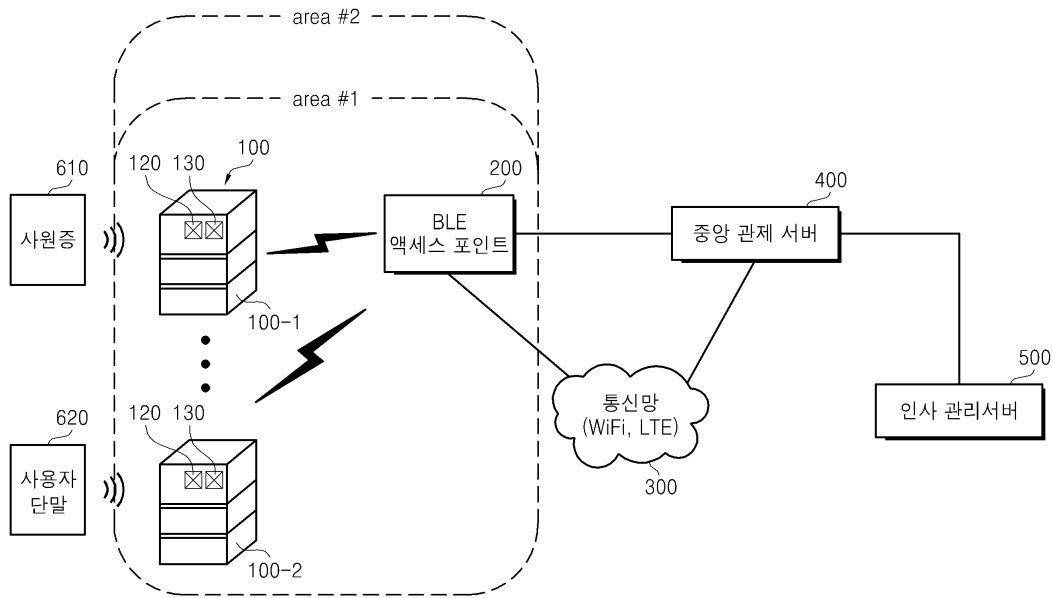 area #2
area #1
610
사원증
120
130
100
100-1
200
BLE
액세스 포인트
400
중앙 관제 서버
통신망
(WiFi, LTE)
300
500
인사 관리서버
620
사용자
단말
120
130
100-2